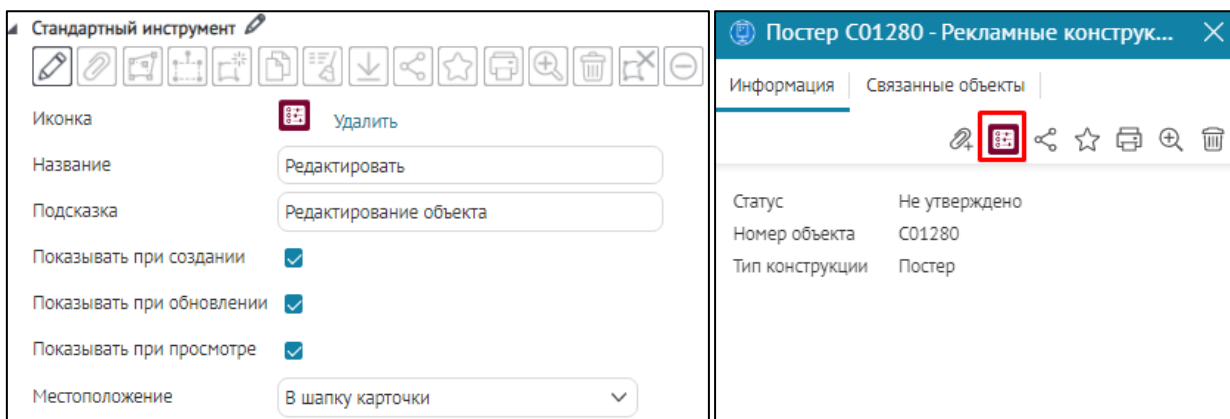 Стандартный инструмент
Иконка
Удалить
Название
Редактировать
Подсказка
Редактирование объекта
Показывать при создании
Показывать при обновлении
Показывать при просмотре
Местоположение
В шапку карточки
Постер С01280 - Рекламные конструк...
Информация
Связанные объекты
Статус
Не утверждено
Номер объекта
С01280
Тип конструкции
Постер